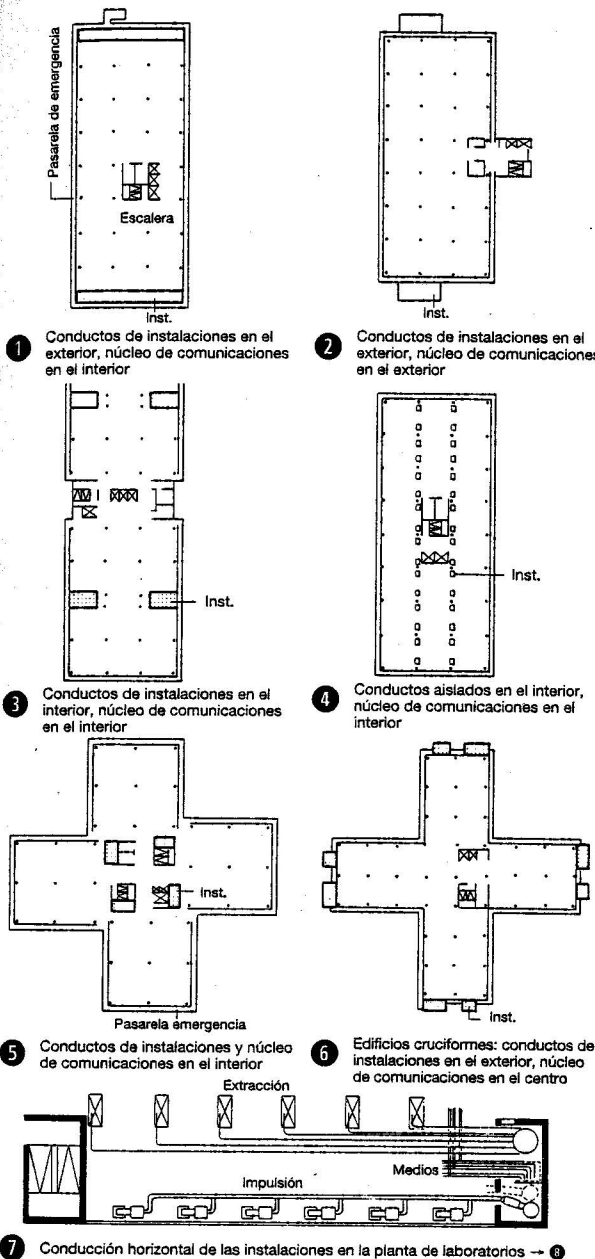 Pasarela de emergencia
Escalera
Inst.
Inst.
1 Conductos de instalaciones en el
exterior, núcleo de comunicaciones
en el interior
2 Conductos de instalaciones en el
exterior, núcleo de comunicaciones
en el exterior
Inst.
Inst.
3 Conductos de instalaciones en el
interior, núcleo de comunicaciones
en el interior
4 Conductos aislados en el interior,
núcleo de comunicaciones en el
interior
Inst.
Pasarela emergencia
Inst.
5 Conductos de instalaciones y núcleo
de comunicaciones en el interior
6 Edificios cruciformes: conductos de
instalaciones en el exterior, núcleo
de comunicaciones en el centro
Extracción
Medios
Impulsión
7 Conducción horizontal de las instalaciones en la planta de laboratorios → 8